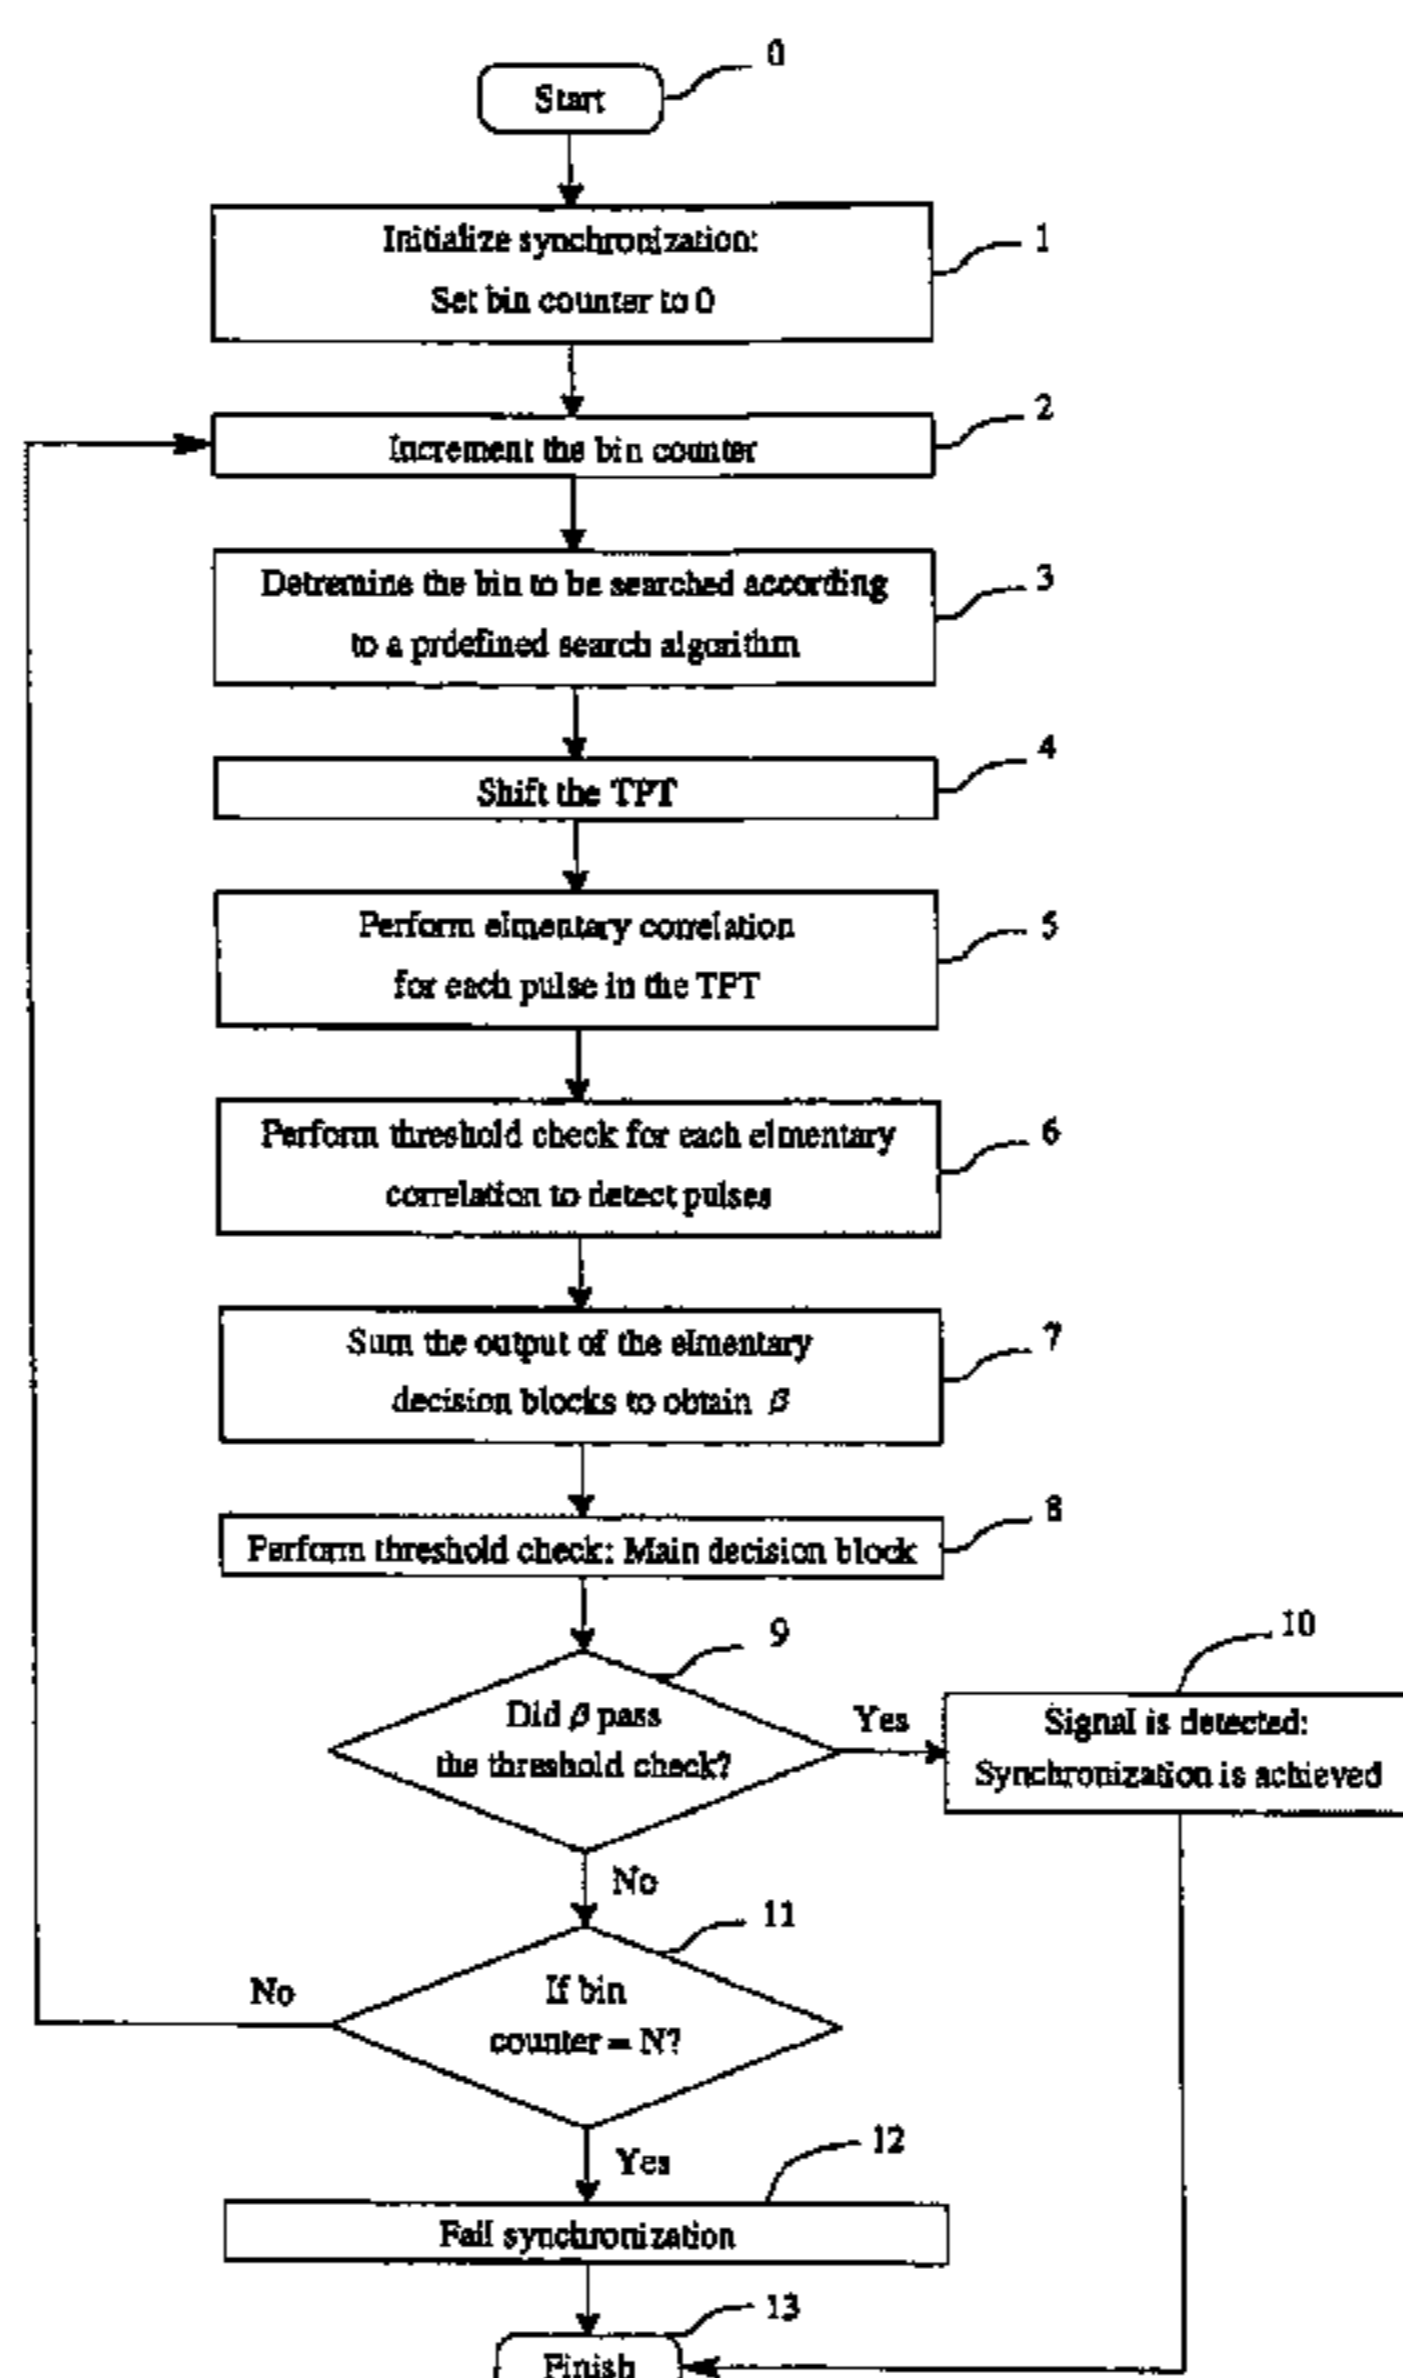 Start
0
Initialize synchronization:
Set bin counter to 0
1
Increment the bin counter
2
Detremine the bin to be searched according
to a prdefined search algorithm
3
Shift the TPT
4
Perform elmentary correlation
for each pulse in the TPT
5
Perform threshold check for each elmentary
correlation to detect pulses
6
Sum the output of the elmentary
decision blocks to obtain β
7
Perform threshold check: Main decision block
8
Did β pass
the threshold check?
9
Yes
Signal is detected:
Synchronization is achieved
10
No
If bin
counter = N?
11
No
Yes
Fail synchronization
12
Finish
13